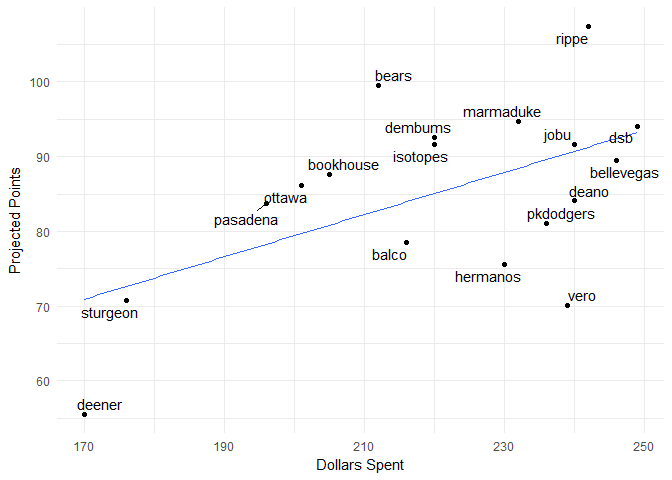 rippe
bears
100
marmaduke
dembums
jobu
dsb
90
isotopes
bookhouse
bellevegas
ottawa
deano
pasadena
pkdodgers
80
balco
hermanos
vero
70
sturgeon
60
deener
170
190
210
230
250
Dollars Spent
Projected Points